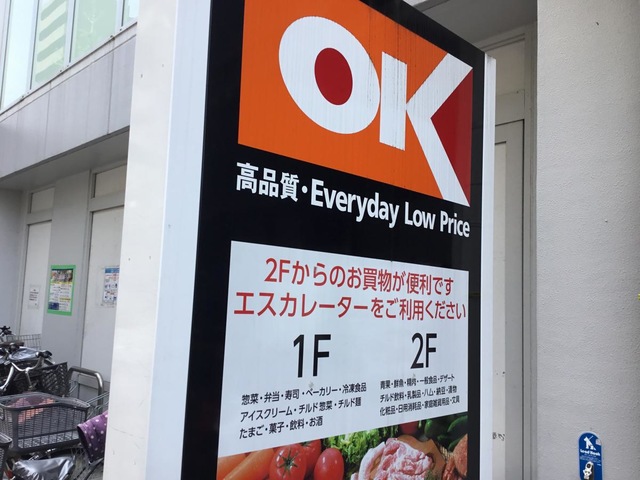 OK
高品質・Everyday Low Price
2Fからのお買物が便利です
エスカレーターをご利用ください
1F
惣菜・弁当・寿司・ベーカリー・冷凍食品
アイスクリーム・チルド惣菜・チルド麺
たまご・菓子・飲料・お酒
2F
青果・鮮魚・精肉・一般食品・デザート
チルド飲料・乳製品・ハム・納豆・漬物
化粧品・日用消耗品・家庭雑貨用品・文具